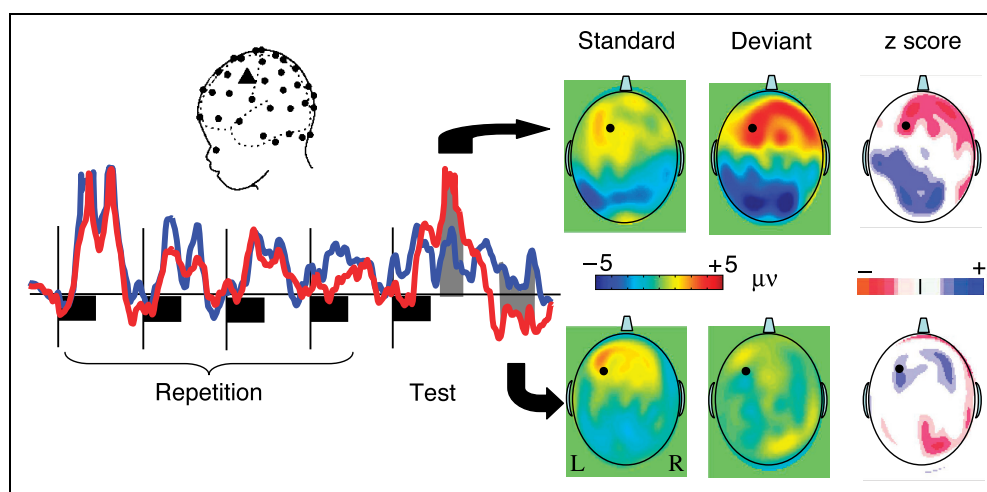 Standard Deviant z score
−5 +5
μν
− +
Repetition Test
L R